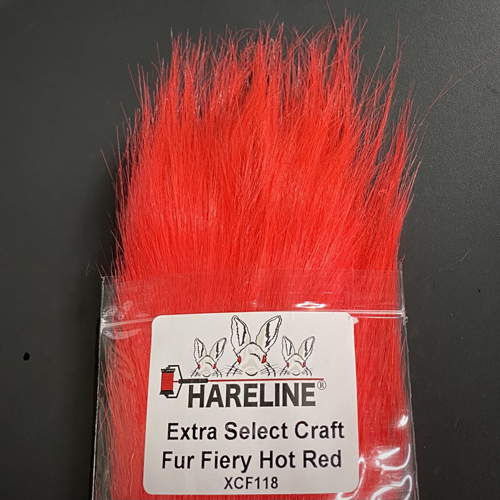 HARELINE®
Extra Select Craft
Fur Fiery Hot Red
XCF118